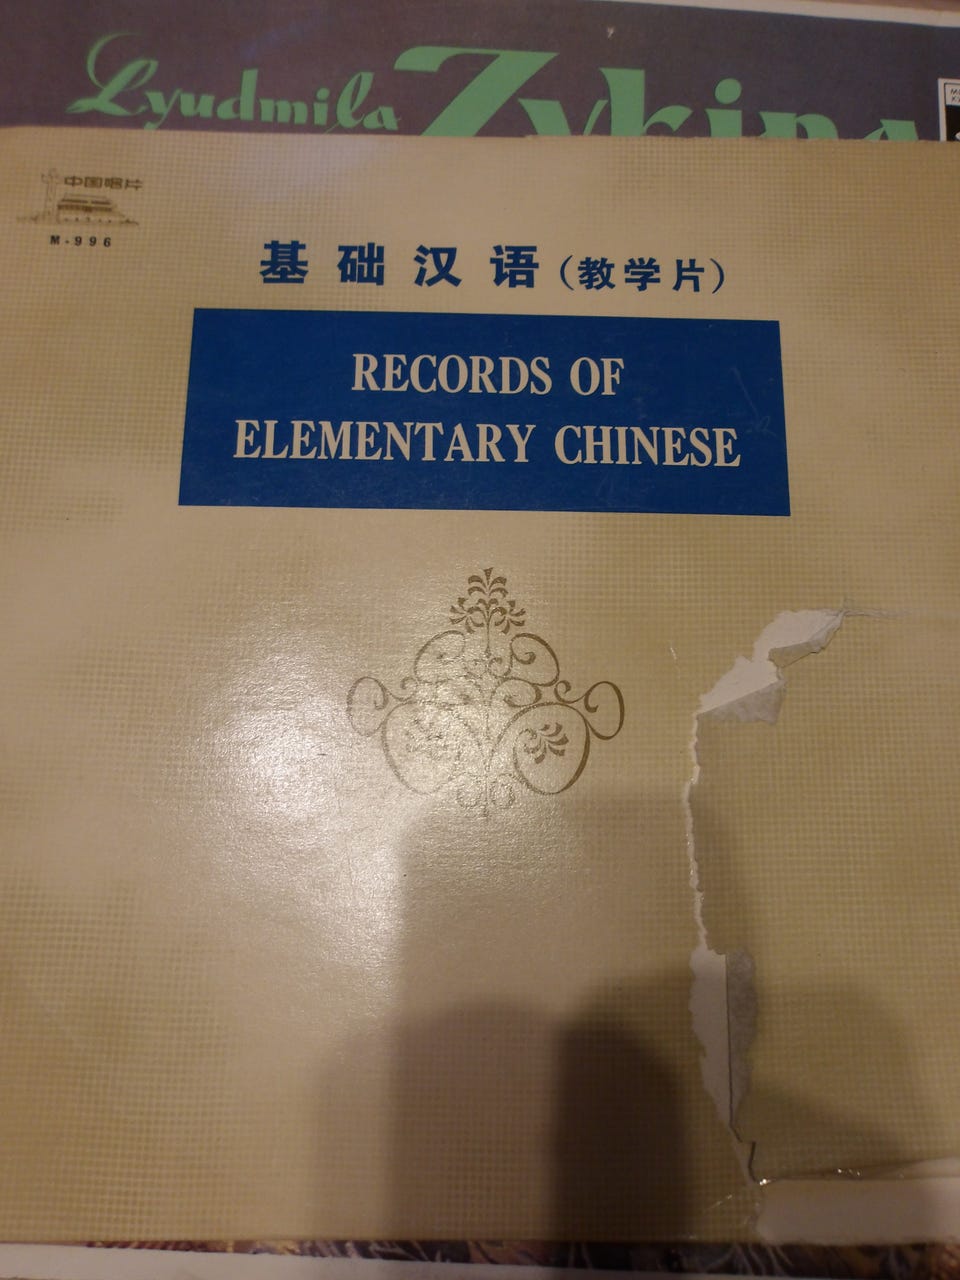 Lyudmila Zykina
中国唱片
M-996
基础汉语(教学片)
RECORDS OF
ELEMENTARY CHINESE